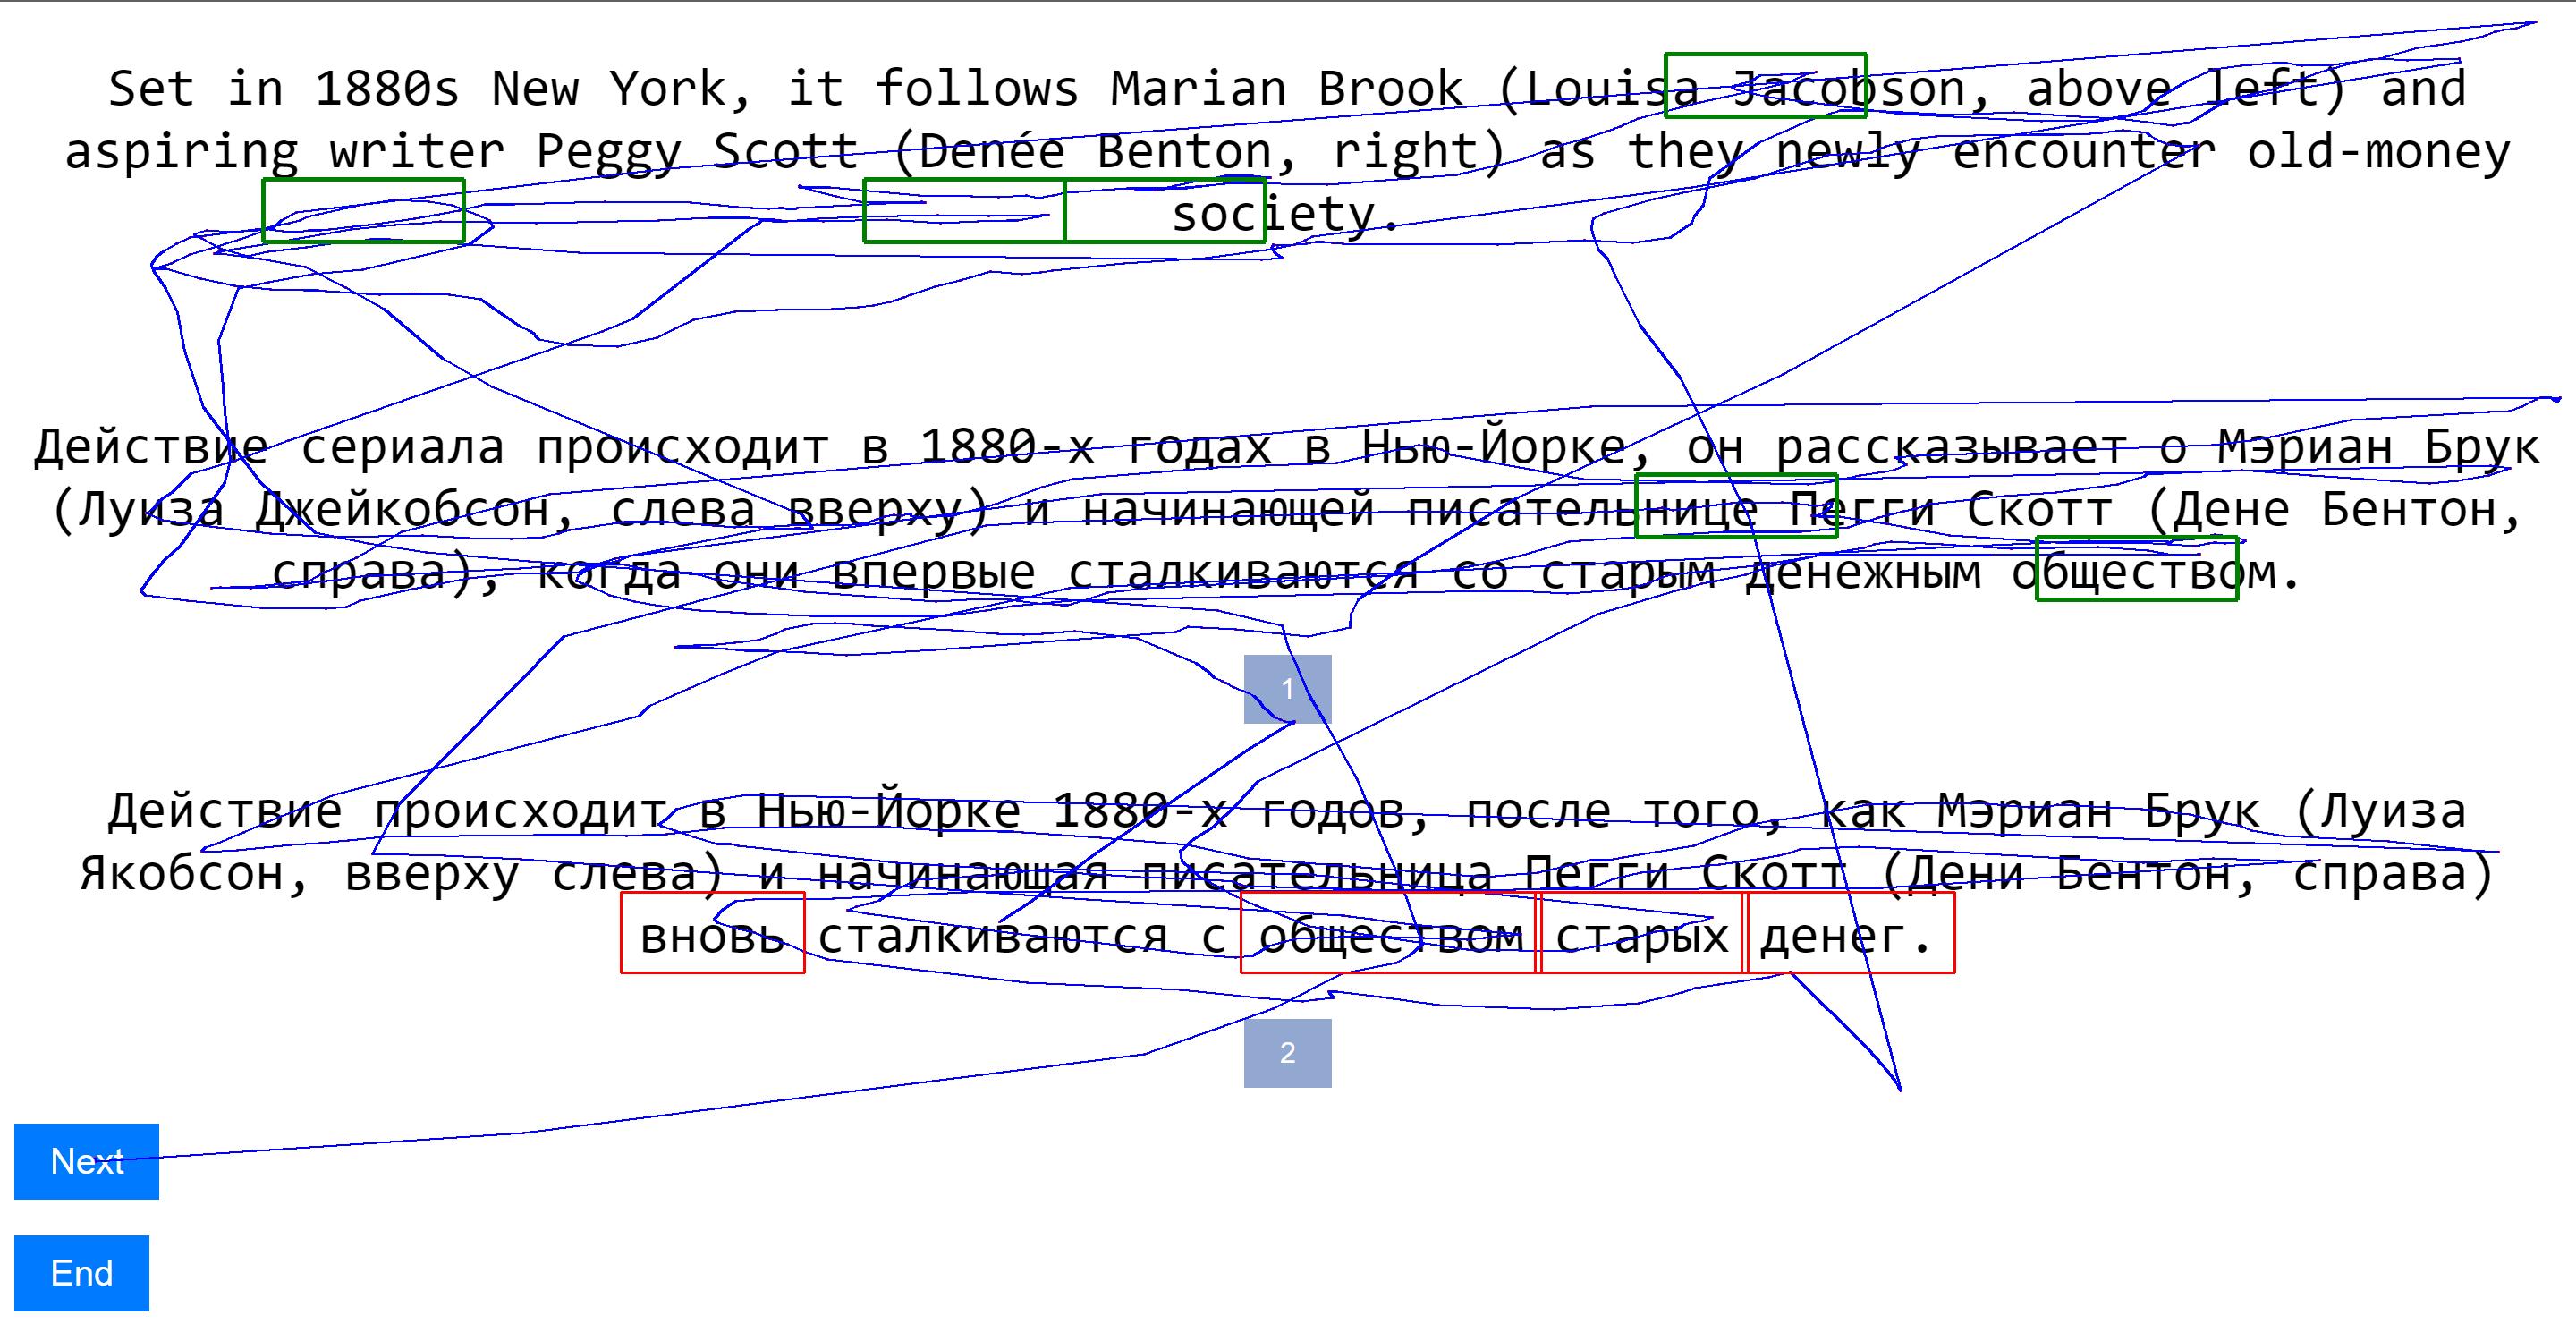 Set in 1880s New York, it follows Marian Brook (Louisa Jacobson, above left) and
aspiring writer Peggy Scott (Denée Benton, right) as they newly encounter old-money
society.
Действие сериала происходит в 1880-х годах в Нью-Йорке, он рассказывает о Мэриан Брук
(Луиза Джейкобсон, слева вверху) и начинающей писательнице Пегги Скотт (Дене Бентон,
справа), когда они впервые сталкиваются со старым денежным обществом.
1
Действие происходит в Нью-Йорке 1880-х годов, после того, как Мэриан Брук (Луиза
Якобсон, вверху слева) и начинающая писательница Пегги Скотт (Дени Бентон, справа)
вновь сталкиваются с обществом старых денег.
2
Next
End